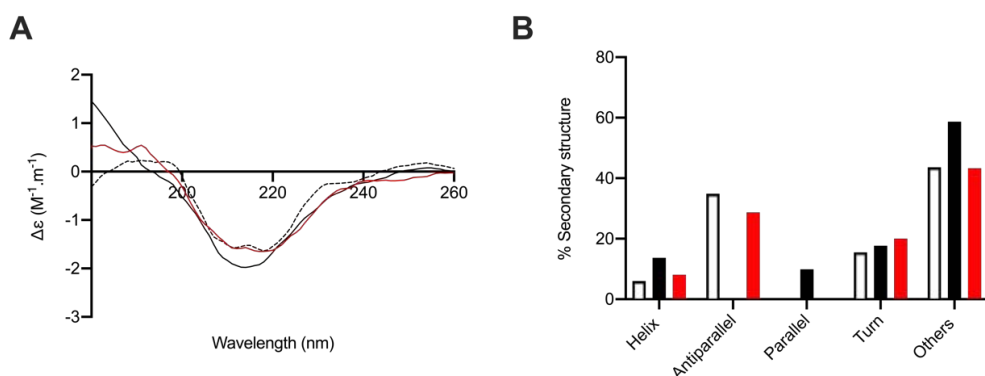 A
B
2
1
0
-1
-2
-3
200
220
240
260
Δε (M⁻¹.m⁻¹)
Wavelength (nm)
80
60
40
20
0
% Secondary structure
Helix
Antiparallel
Parallel
Turn
Others